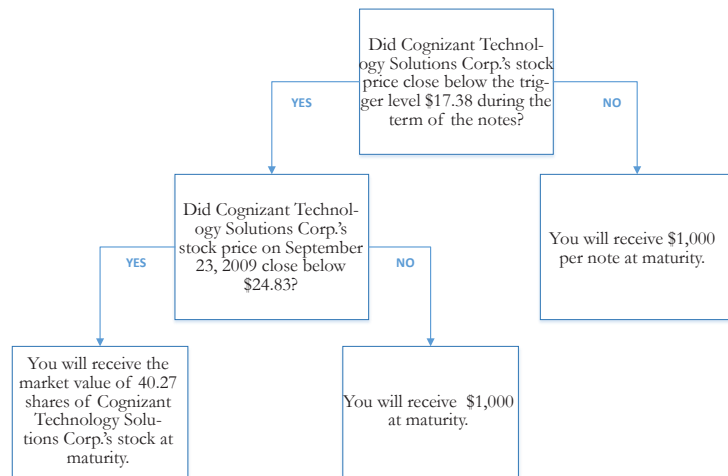 Did Cognizant Technol-
ogy Solutions Corp.'s stock
price close below the trig-
ger level $17.38 during the
term of the notes?
YES
NO
Did Cognizant Technol-
ogy Solutions Corp.'s
stock price on September
23, 2009 close below
$24.83?
You will receive $1,000
per note at maturity.
YES
NO
You will receive the
market value of 40.27
shares of Cognizant
Technology Solu-
tions Corp.'s stock at
maturity.
You will receive $1,000
at maturity.